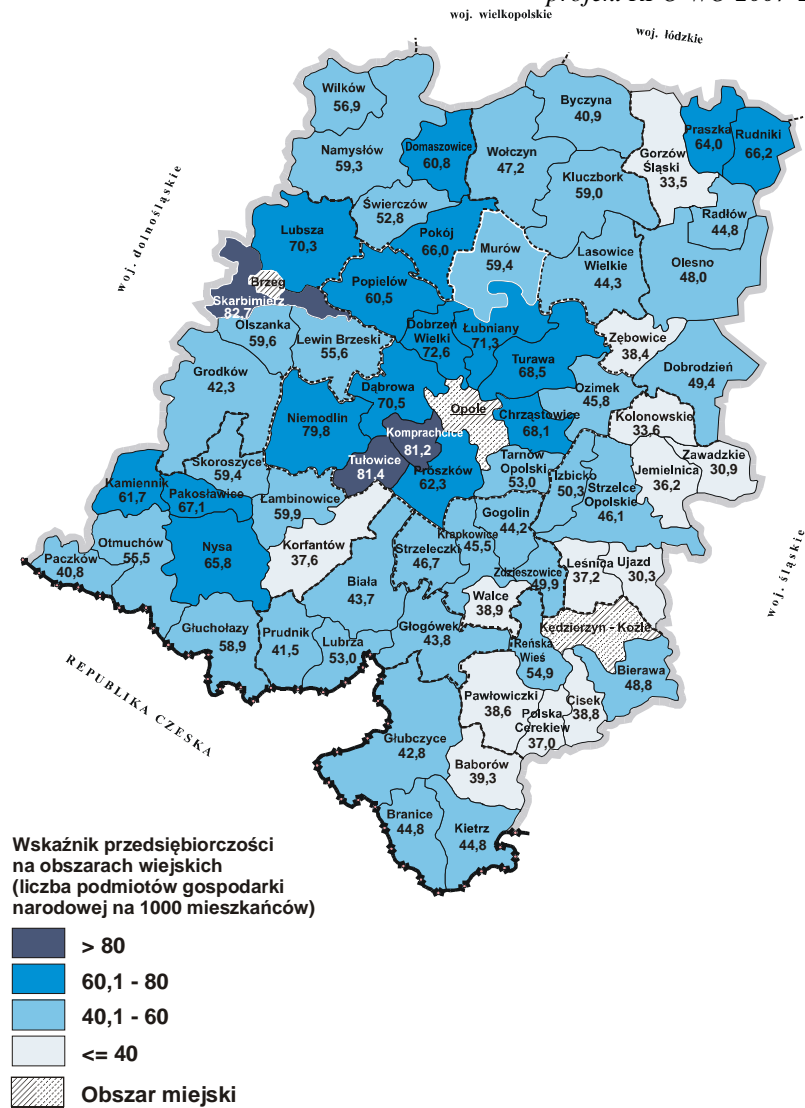 woj. wielkopolskie
woj. łódzkie
Wilków
56,9
Byczyna
40,9
Praszka
64,0
Rudniki
66,2
Namysłów
59,3
Domaszowice
60,8
Wołczyn
47,2
Gorzów
Śląski
33,5
Kluczbork
59,0
Świerczów
52,8
Radłów
44,8
woj. dolnośląskie
Lubsza
70,3
Pokój
66,0
Murów
59,4
Lasowice
Wielkie
44,3
Olesno
48,0
Brzeg
Skarbimierz
82,7
Popielów
60,5
Olszanka
59,6
Lewin Brzeski
55,6
Dobrzeń
Wielki
72,6
Łubniany
71,3
Turawa
68,5
Zębowice
38,4
Dobrodzień
49,4
Grodków
42,3
Dąbrowa
70,5
Ozimek
45,8
Niemodlin
79,8
Opole
Chrząstowice
68,1
Kolonowskie
33,6
Komprachcice
81,2
Zawadzkie
30,9
Skoroszyce
59,4
Tułowice
81,4
Prószków
62,3
Tarnów
Opolski
53,0
Izbicko
50,3
Jemielnica
36,2
Strzelce
Opolskie
46,1
Kamiennik
61,7
Pakosławice
67,1
Łambinowice
59,9
Gogolin
44,2
Otmuchów
55,5
Nysa
65,8
Korfantów
37,6
Strzeleczki
46,7
Krapkowice
45,5
Paczków
40,8
Zdzieszowice
49,9
Leśnica
37,2
Ujazd
30,3
woj. śląskie
Biała
43,7
Walce
38,9
Głuchołazy
58,9
Prudnik
41,5
Lubrza
53,0
Głogówek
43,8
Kędzierzyn - Koźle
Reńska
Wieś
54,9
Bierawa
48,8
REPUBLIKA CZESKA
Pawłowiczki
38,6
Cisek
38,8
Polska
Cerekiew
37,0
Głubczyce
42,8
Baborów
39,3
Branice
44,8
Kietrz
44,8
Wskaźnik przedsiębiorczości
na obszarach wiejskich
(liczba podmiotów gospodarki
narodowej na 1000 mieszkańców)
> 80
60,1 - 80
40,1 - 60
<= 40
Obszar miejski